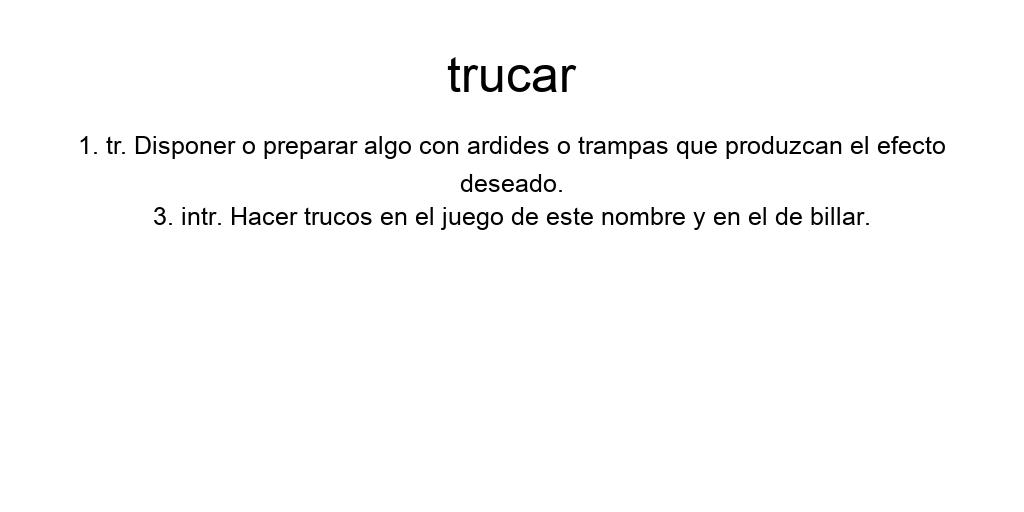 trucar
1. tr. Disponer o preparar algo con ardides o trampas que produzcan el efecto
deseado.
3. intr. Hacer trucos en el juego de este nombre y en el de billar.